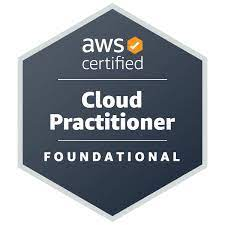 aws
certified
Cloud
Practitioner
FOUNDATIONAL